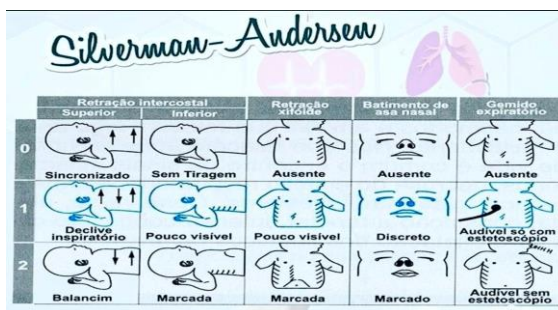 Silverman-Andersen
Retração intercostal
Superior
Inferior
Retração
xifóide
Batimento de
asa nasal
Gemido
expiratório
0
Sincronizado
Sem Tiragem
Ausente
Ausente
Ausente
1
Declive
inspiratório
Pouco visível
Pouco visível
Discreto
Audível só com
estetoscópio
2
Balancim
Marcada
Marcada
Marcado
Audível sem
estetoscópio